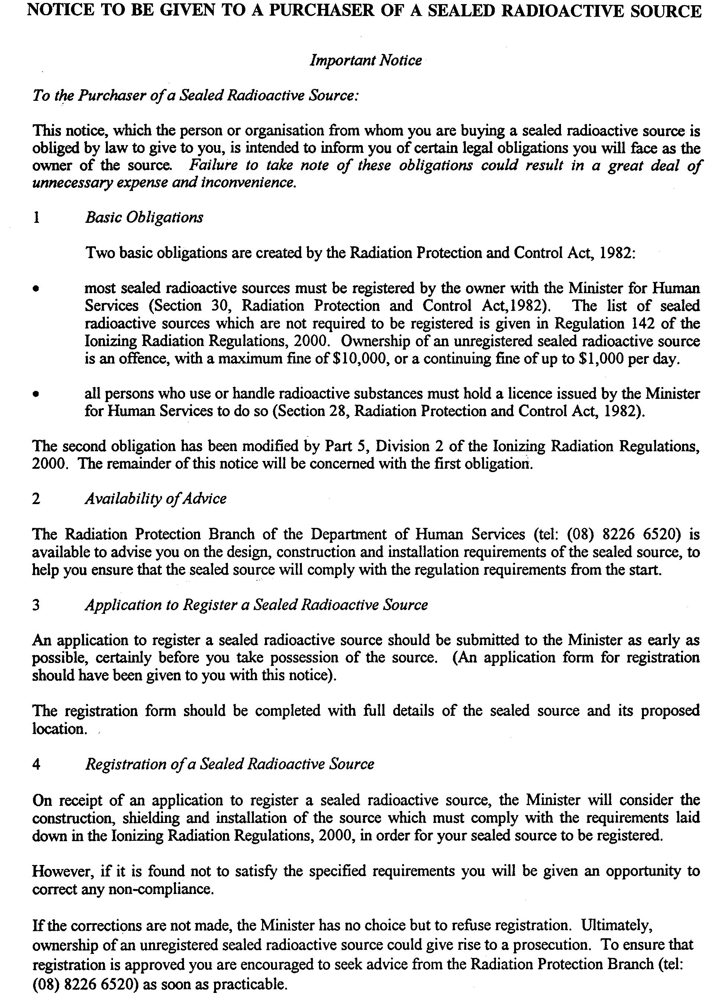 NOTICE TO BE GIVEN TO A PURCHASER OF A SEALED RADIOACTIVE SOURCE
Important Notice
To the Purchaser of a Sealed Radioactive Source:
This notice, which the person or organisation from whom you are buying a sealed radioactive source is
obliged by law to give to you, is intended to inform you of certain legal obligations you will face as the
owner of the source. Failure to take note of these obligations could result in a great deal of
unnecessary expense and inconvenience.
1 Basic Obligations
Two basic obligations are created by the Radiation Protection and Control Act, 1982:
• most sealed radioactive sources must be registered by the owner with the Minister for Human
Services (Section 30, Radiation Protection and Control Act,1982). The list of sealed
radioactive sources which are not required to be registered is given in Regulation 142 of the
Ionizing Radiation Regulations, 2000. Ownership of an unregistered sealed radioactive source
is an offence, with a maximum fine of $10,000, or a continuing fine of up to $1,000 per day.
• all persons who use or handle radioactive substances must hold a licence issued by the Minister
for Human Services to do so (Section 28, Radiation Protection and Control Act, 1982).
The second obligation has been modified by Part 5, Division 2 of the Ionizing Radiation Regulations,
2000. The remainder of this notice will be concerned with the first obligation.
2 Availability of Advice
The Radiation Protection Branch of the Department of Human Services (tel: (08) 8226 6520) is
available to advise you on the design, construction and installation requirements of the sealed source, to
help you ensure that the sealed source will comply with the regulation requirements from the start.
3 Application to Register a Sealed Radioactive Source
An application to register a sealed radioactive source should be submitted to the Minister as early as
possible, certainly before you take possession of the source. (An application form for registration
should have been given to you with this notice).
The registration form should be completed with full details of the sealed source and its proposed
location.
4 Registration of a Sealed Radioactive Source
On receipt of an application to register a sealed radioactive source, the Minister will consider the
construction, shielding and installation of the source which must comply with the requirements laid
down in the Ionizing Radiation Regulations, 2000, in order for your sealed source to be registered.
However, if it is found not to satisfy the specified requirements you will be given an opportunity to
correct any non-compliance.
If the corrections are not made, the Minister has no choice but to refuse registration. Ultimately,
ownership of an unregistered sealed radioactive source could give rise to a prosecution. To ensure that
registration is approved you are encouraged to seek advice from the Radiation Protection Branch (tel:
(08) 8226 6520) as soon as practicable.